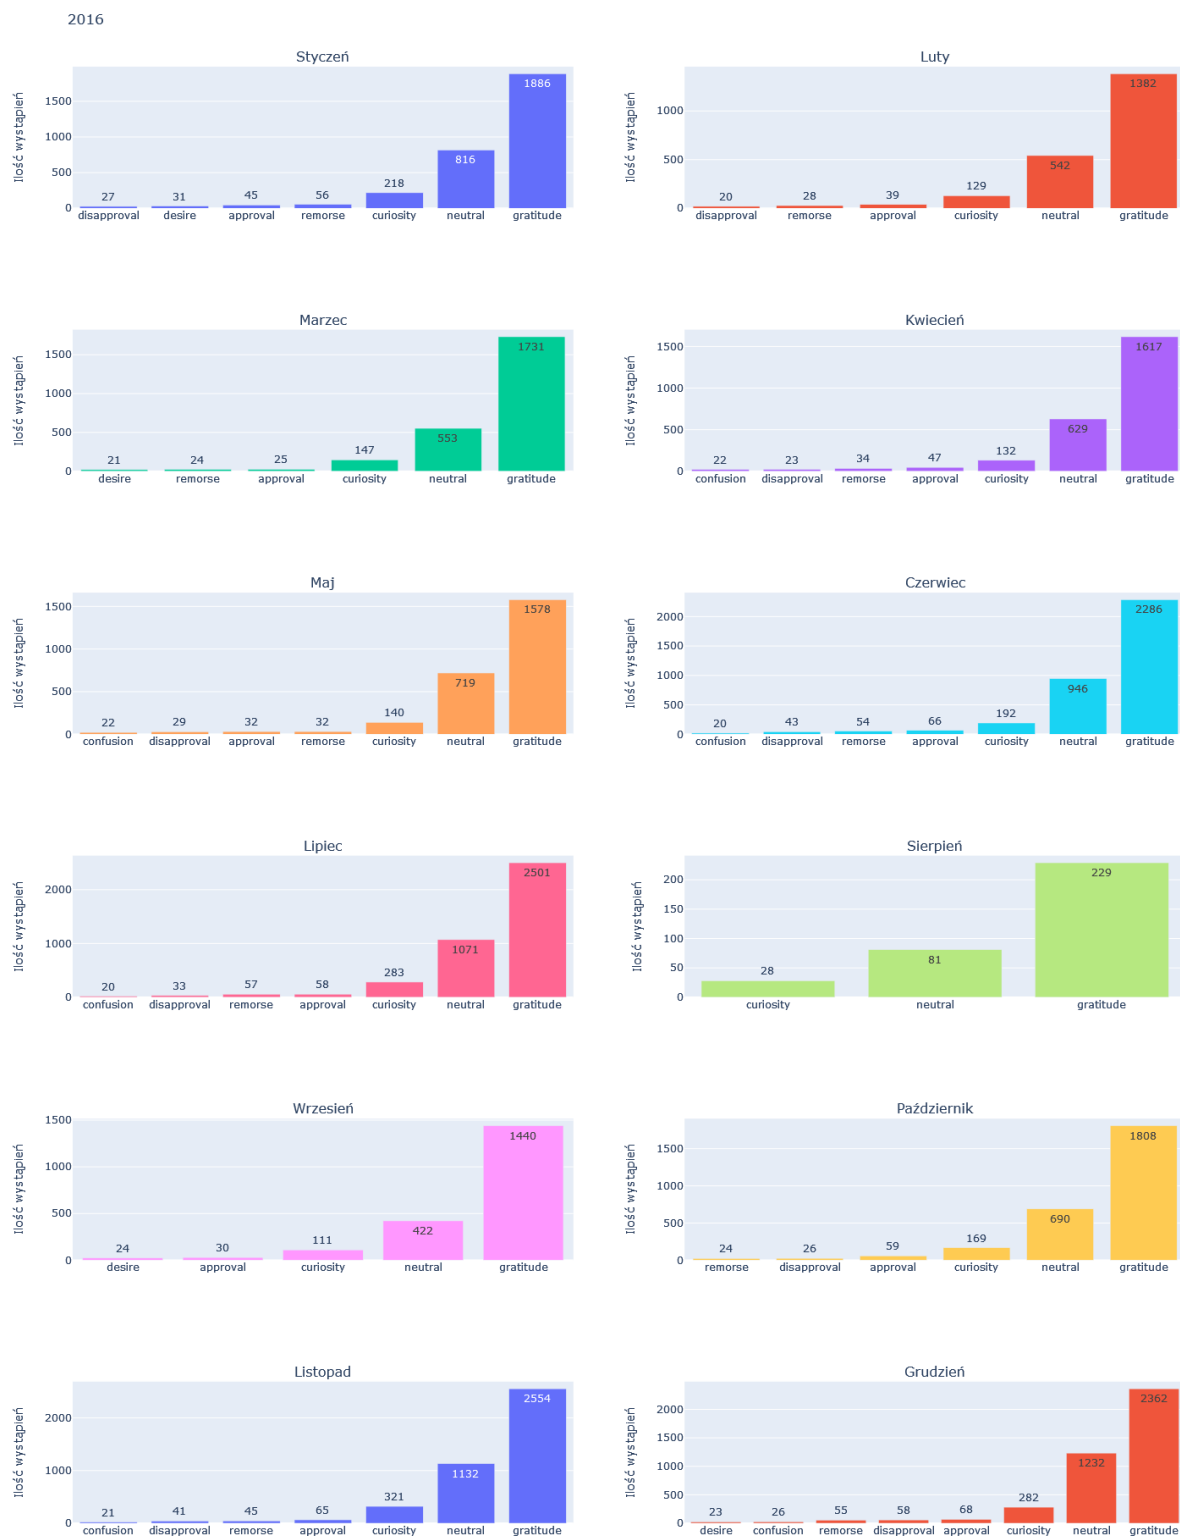 2016
Styczeń
Ilość wystąpień
1500
1000
500
0
27 31 45 56 218 816 1886
disapproval desire approval remorse curiosity neutral gratitude
Luty
Ilość wystąpień
1000
500
0
20 28 39 129 542 1382
disapproval remorse approval curiosity neutral gratitude
Marzec
Ilość wystąpień
1500
1000
500
0
21 24 25 147 553 1731
desire remorse approval curiosity neutral gratitude
Kwiecień
Ilość wystąpień
1500
1000
500
0
22 23 34 47 132 629 1617
confusion disapproval remorse approval curiosity neutral gratitude
Maj
Ilość wystąpień
1500
1000
500
0
22 29 32 32 140 719 1578
confusion disapproval approval remorse curiosity neutral gratitude
Czerwiec
Ilość wystąpień
2000
1500
1000
500
0
20 43 54 66 192 946 2286
confusion disapproval remorse approval curiosity neutral gratitude
Lipiec
Ilość wystąpień
2000
1000
0
20 33 57 58 283 1071 2501
confusion disapproval remorse approval curiosity neutral gratitude
Sierpień
Ilość wystąpień
200
150
100
50
0
28 81 229
curiosity neutral gratitude
Wrzesień
Ilość wystąpień
1500
1000
500
0
24 30 111 422 1440
desire approval curiosity neutral gratitude
Październik
Ilość wystąpień
1500
1000
500
0
24 26 59 169 690 1808
remorse disapproval approval curiosity neutral gratitude
Listopad
Ilość wystąpień
2000
1000
0
21 41 45 65 321 1132 2554
confusion disapproval remorse approval curiosity neutral gratitude
Grudzień
Ilość wystąpień
2000
1500
1000
500
0
23 26 55 58 68 282 1232 2362
desire confusion remorse disapproval approval curiosity neutral gratitude